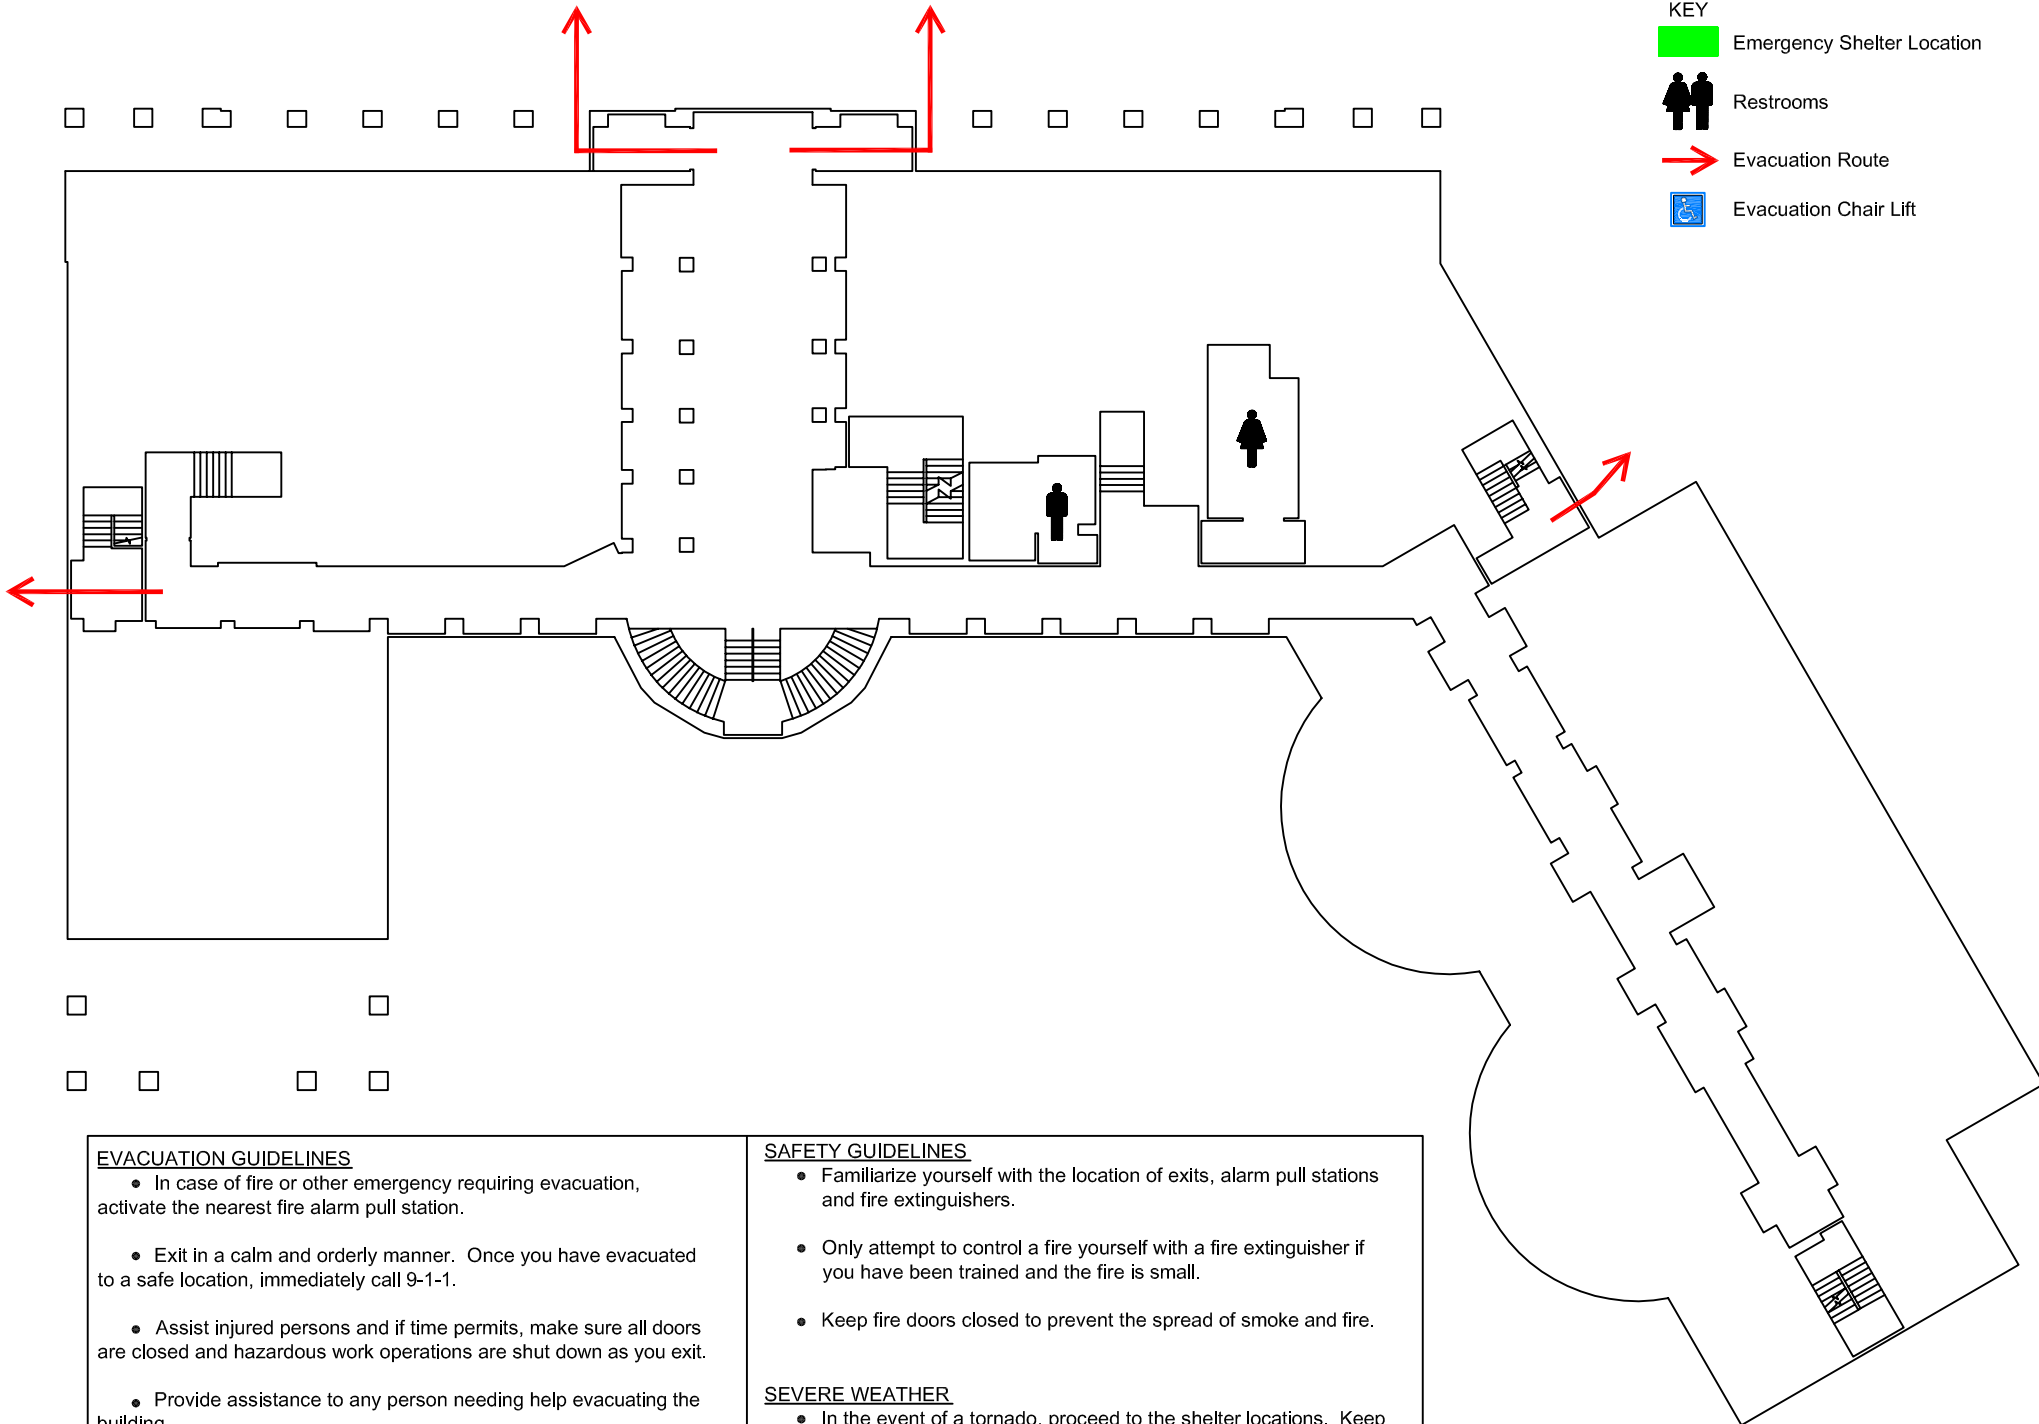 KEY
Emergency Shelter Location
Restrooms
Evacuation Route
Evacuation Chair Lift
EVACUATION GUIDELINES
• In case of fire or other emergency requiring evacuation,
activate the nearest fire alarm pull station.
• Exit in a calm and orderly manner.  Once you have evacuated
to a safe location, immediately call 9-1-1.
• Assist injured persons and if time permits, make sure all doors
are closed and hazardous work operations are shut down as you exit.
• Provide assistance to any person needing help evacuating the
building
SAFETY GUIDELINES
• Familiarize yourself with the location of exits, alarm pull stations
and fire extinguishers.
• Only attempt to control a fire yourself with a fire extinguisher if
you have been trained and the fire is small.
• Keep fire doors closed to prevent the spread of smoke and fire.
SEVERE WEATHER
• In the event of a tornado, proceed to the shelter locations.  Keep